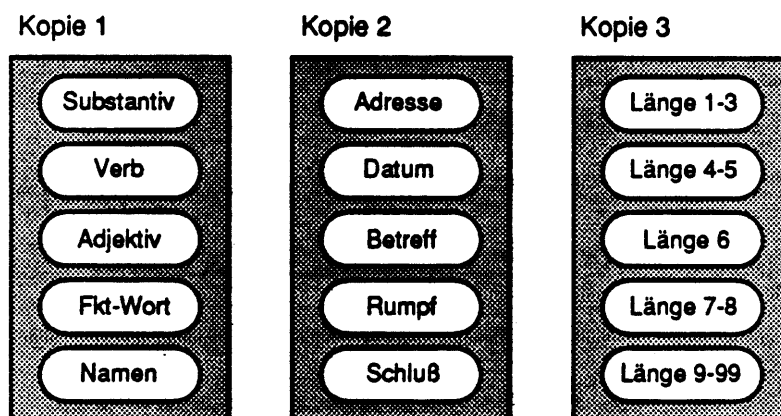 Kopie 1
Substantiv
Verb
Adjektiv
Fkt-Wort
Namen
Kopie 2
Adresse
Datum
Betreff
Rumpf
Schluß
Kopie 3
Länge 1-3
Länge 4-5
Länge 6
Länge 7-8
Länge 9-99